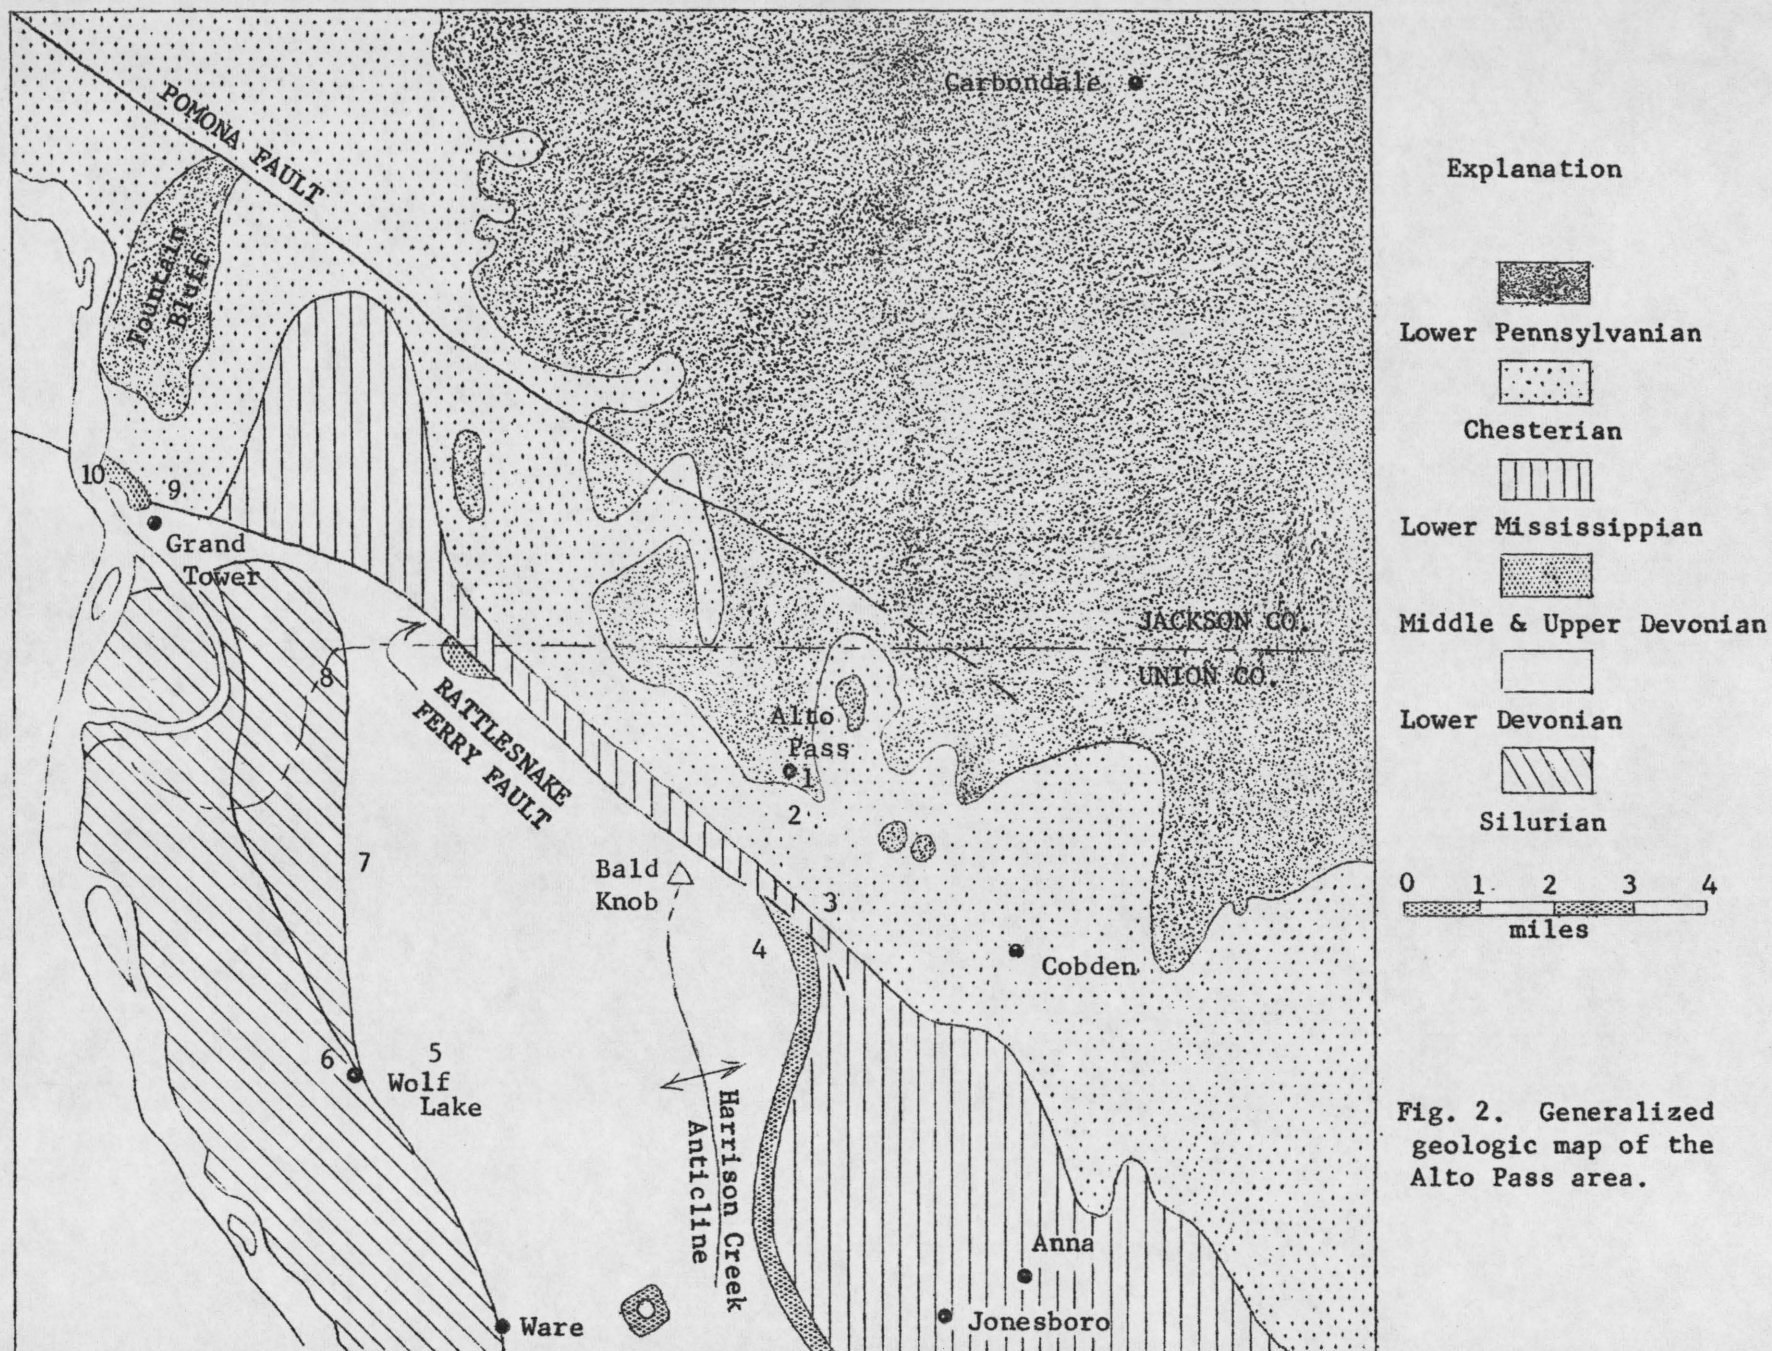 Carbondale
POMONA FAULT
Fountain
Bluff
10
9
Grand
Tower
8
RATTLESNAKE
FERRY FAULT
JACKSON CO.
UNION CO.
Alto
Pass
1
2
7
Bald
Knob
3
4
Cobden
6
5
Wolf
Lake
Harrison Creek
Anticline
Anna
Jonesboro
Ware
Explanation
Lower Pennsylvanian
Chesterian
Lower Mississippian
Middle & Upper Devonian
Lower Devonian
Silurian
0 1 2 3 4
miles
Fig. 2. Generalized
geologic map of the
Alto Pass area.